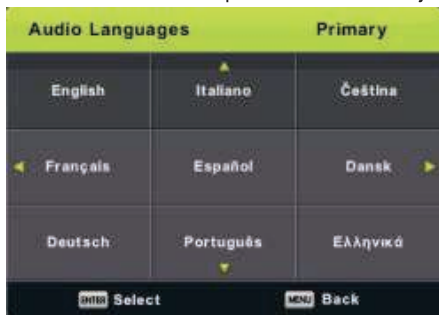 Audio Languages Primary
English Italiano Čeština
Français Español Dansk
Deutsch Português Ελληνικά
ENTER Select MENU Back